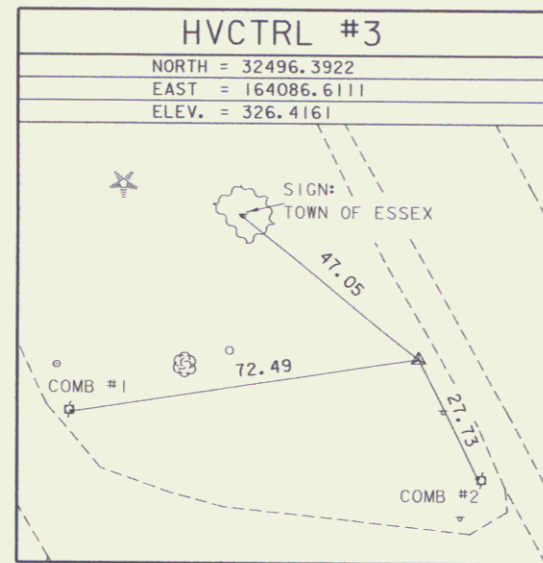 HVCTRL #3
NORTH = 32496.3922
EAST = 164086.6111
ELEV. = 326.4161
SIGN:
TOWN OF ESSEX
47.05
72.49
COMB #1
27.73
COMB #2